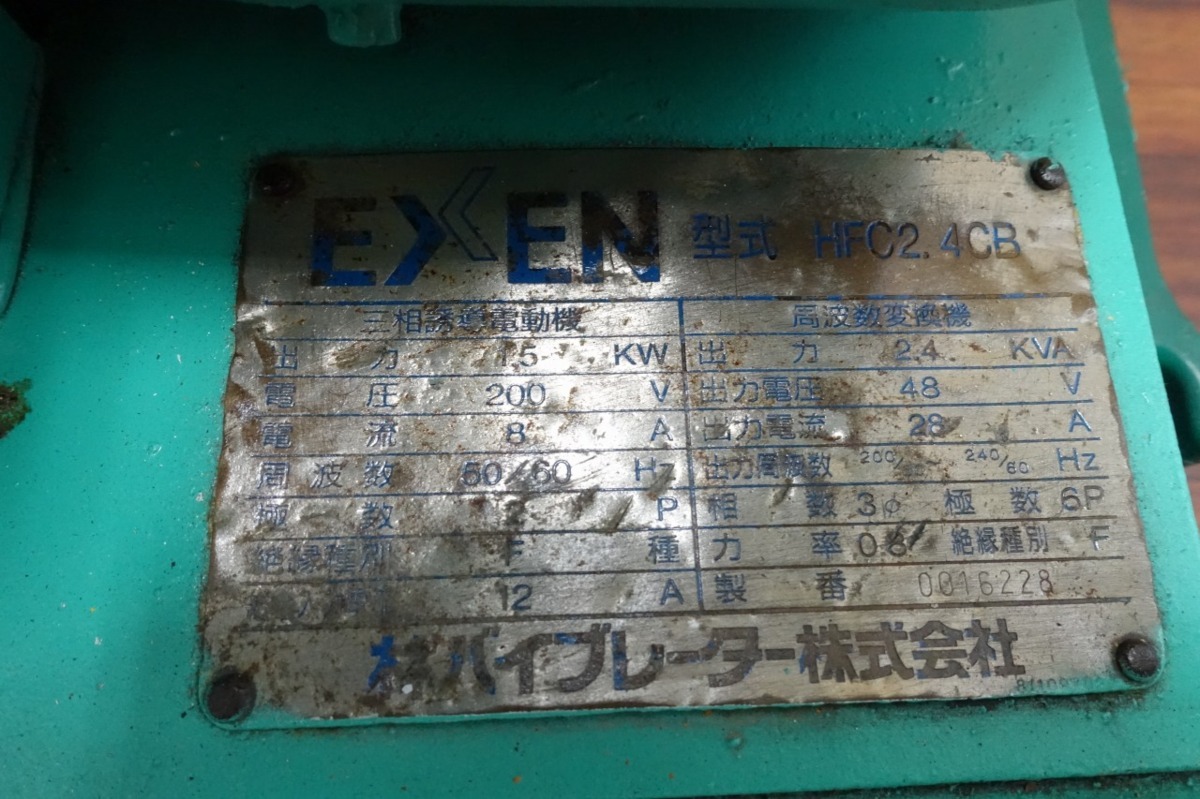 EXEN 型式 HFC2.4CB
三相誘導電動機 周波数変換機
出力 1.5 KW 出力 2.4 KVA
電圧 200 V 出力電圧 48 V
電流 8 A 出力電流 28 A
周波数 50/60 Hz 出力周波数 200/ 240/60 Hz
極数 2 P 相数 3φ 極数 6P
絶縁種別 F 種 力率 0.8 絶縁種別 F
12 A 製番 0016228
バイブレーター株式会社